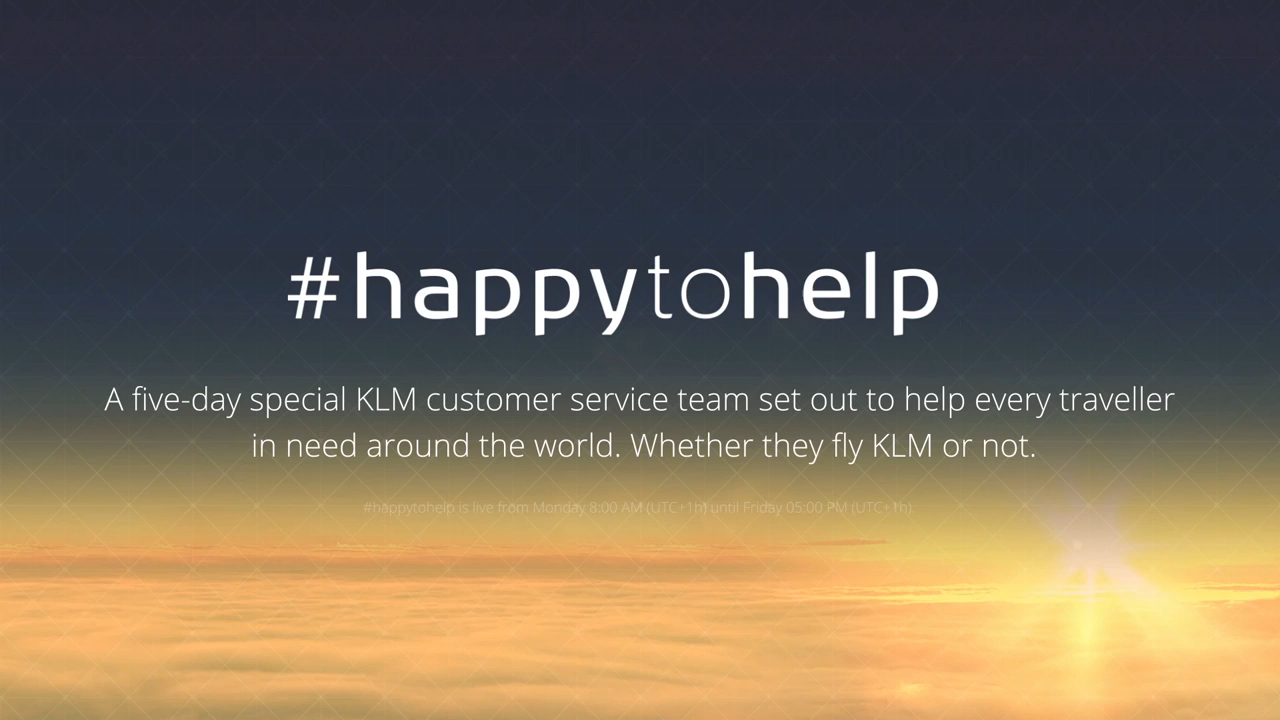 #happytohelp
A five-day special KLM customer service team set out to help every traveller
in need around the world. Whether they fly KLM or not.
#happytohelp is live from Monday 8:00 AM (UTC+1h) until Friday 05:00 PM (UTC+1h).